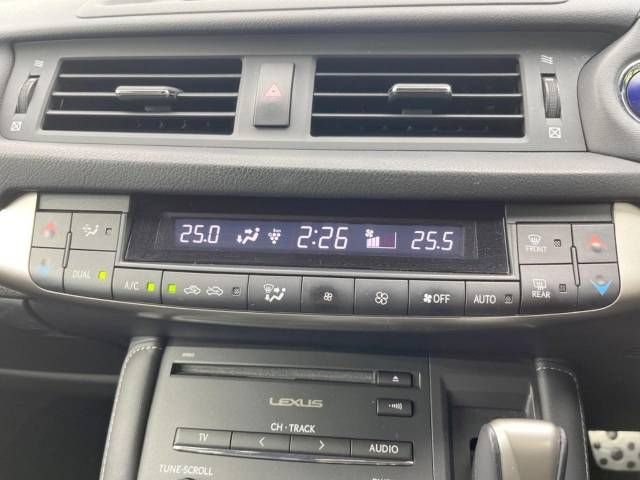 25.0 2:26 25.5
FRONT
DUAL
A/C OFF AUTO REAR
LEXUS
CH · TRACK
TV < > AUDIO
TUNE·SCROLL